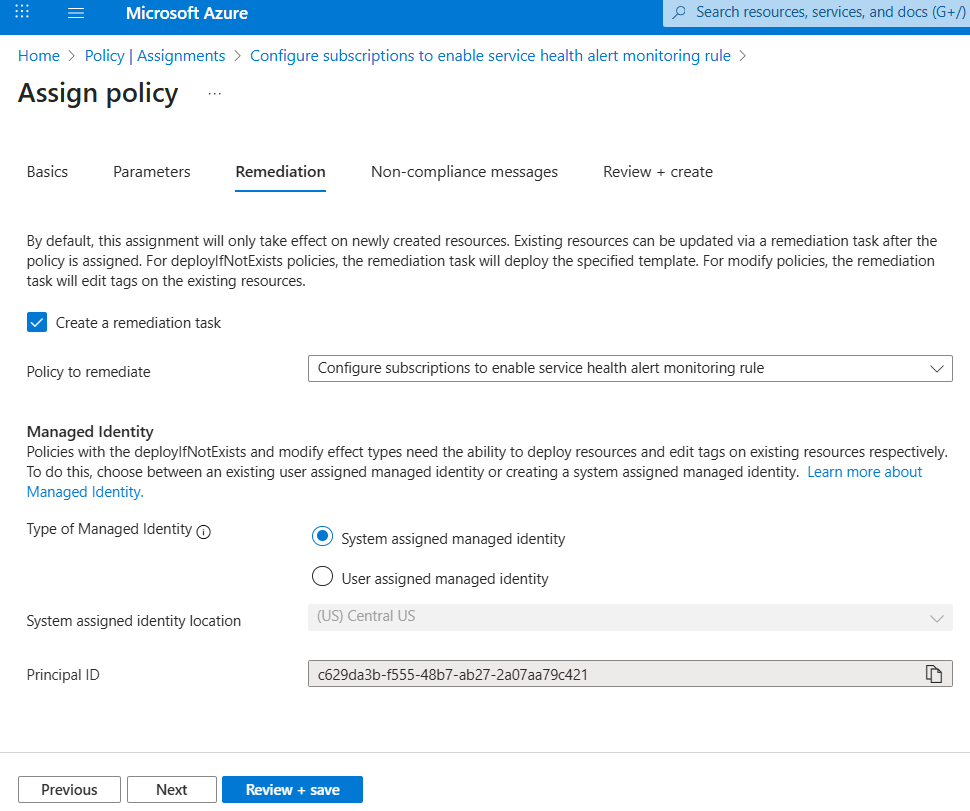 Microsoft Azure
Search resources, services, and docs (G+/)
Home > Policy | Assignments > Configure subscriptions to enable service health alert monitoring rule >
Assign policy ...
Basics Parameters Remediation Non-compliance messages Review + create
By default, this assignment will only take effect on newly created resources. Existing resources can be updated via a remediation task after the
policy is assigned. For deployIfNotExists policies, the remediation task will deploy the specified template. For modify policies, the remediation
task will edit tags on the existing resources.
Create a remediation task
Policy to remediate
Configure subscriptions to enable service health alert monitoring rule
Managed Identity
Policies with the deployIfNotExists and modify effect types need the ability to deploy resources and edit tags on existing resources respectively.
To do this, choose between an existing user assigned managed identity or creating a system assigned managed identity. Learn more about
Managed Identity.
Type of Managed Identity
System assigned managed identity
User assigned managed identity
System assigned identity location
(US) Central US
Principal ID
c629da3b-f555-48b7-ab27-2a07aa79c421
Previous Next Review + save